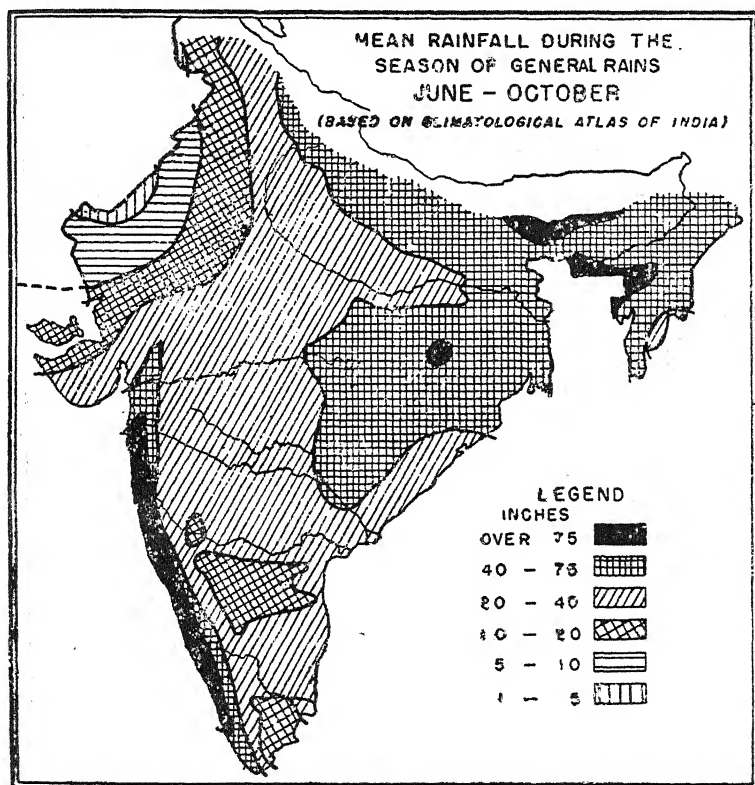 MEAN RAINFALL DURING THE
SEASON OF GENERAL RAINS
JUNE - OCTOBER
(BASED ON CLIMATOLOGICAL ATLAS OF INDIA)
LEGEND
INCHES
OVER 75
40 - 75
20 - 40
10 - 20
5 - 10
1 - 5